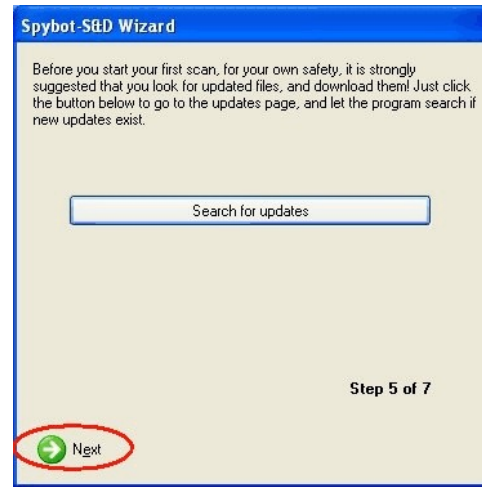 Spybot-S&D Wizard
Before you start your first scan, for your own safety, it is strongly
suggested that you look for updated files, and download them! Just click
the button below to go to the updates page, and let the program search if
new updates exist.
Search for updates
Step 5 of 7
Next